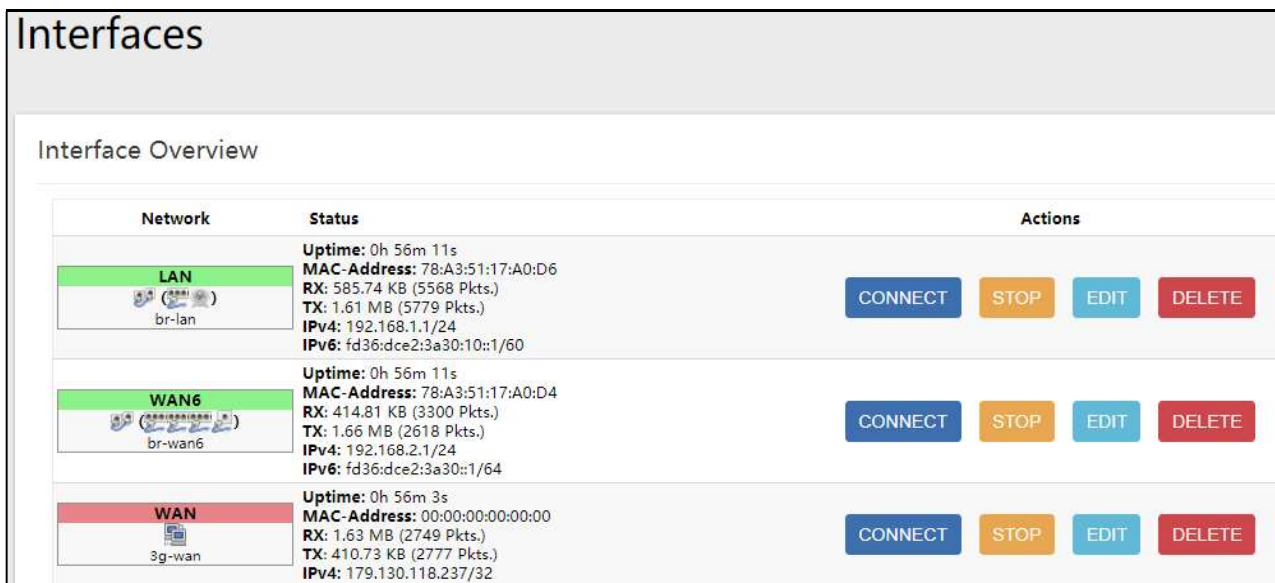 Interfaces
Interface Overview
Network Status Actions
LAN
br-lan
Uptime: 0h 56m 11s
MAC-Address: 78:A3:51:17:A0:D6
RX: 585.74 KB (5568 Pkts.)
TX: 1.61 MB (5779 Pkts.)
IPv4: 192.168.1.1/24
IPv6: fd36:dce2:3a30:10::1/60
CONNECT STOP EDIT DELETE
WAN6
br-wan6
Uptime: 0h 56m 11s
MAC-Address: 78:A3:51:17:A0:D4
RX: 414.81 KB (3300 Pkts.)
TX: 1.66 MB (2618 Pkts.)
IPv4: 192.168.2.1/24
IPv6: fd36:dce2:3a30::1/64
CONNECT STOP EDIT DELETE
WAN
3g-wan
Uptime: 0h 56m 3s
MAC-Address: 00:00:00:00:00:00
RX: 1.63 MB (2749 Pkts.)
TX: 410.73 KB (2777 Pkts.)
IPv4: 179.130.118.237/32
CONNECT STOP EDIT DELETE